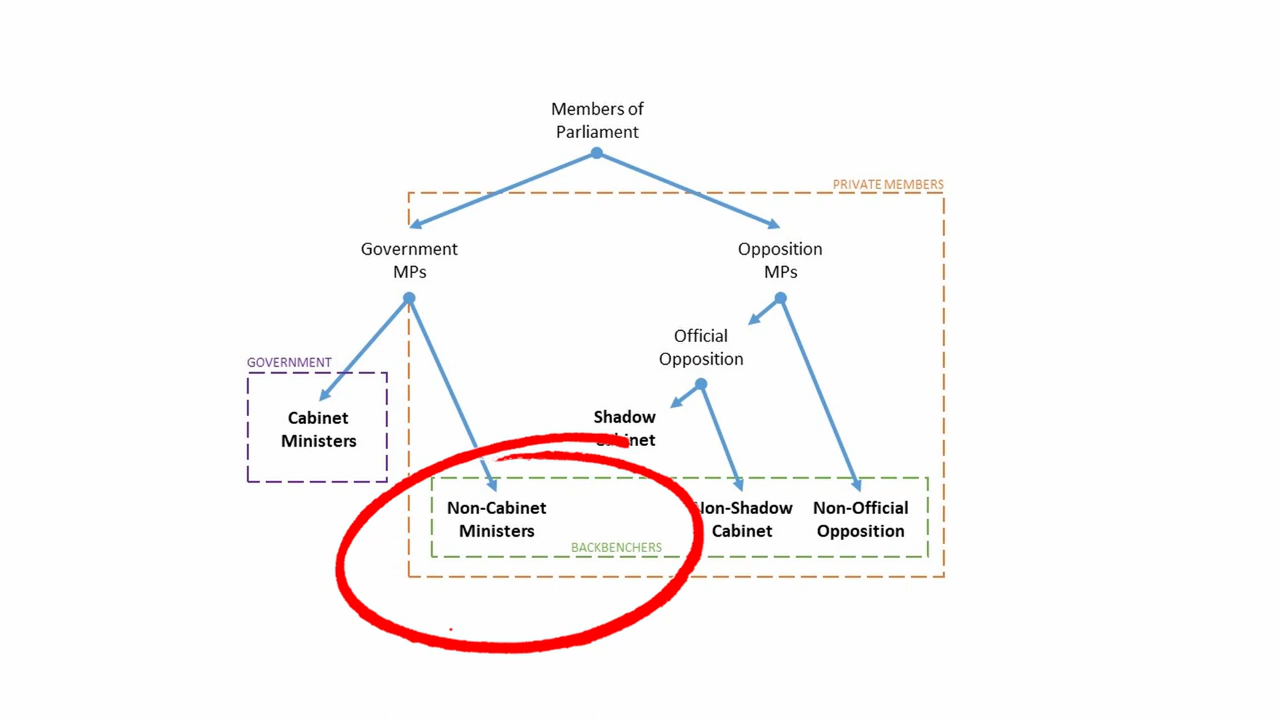 Members of
Parliament
PRIVATE MEMBERS
Government
MPs
Opposition
MPs
Official
Opposition
GOVERNMENT
Cabinet
Ministers
Shadow
Cabinet
Non-Cabinet
Ministers
Non-Shadow
Cabinet
Non-Official
Opposition
BACKBENCHERS